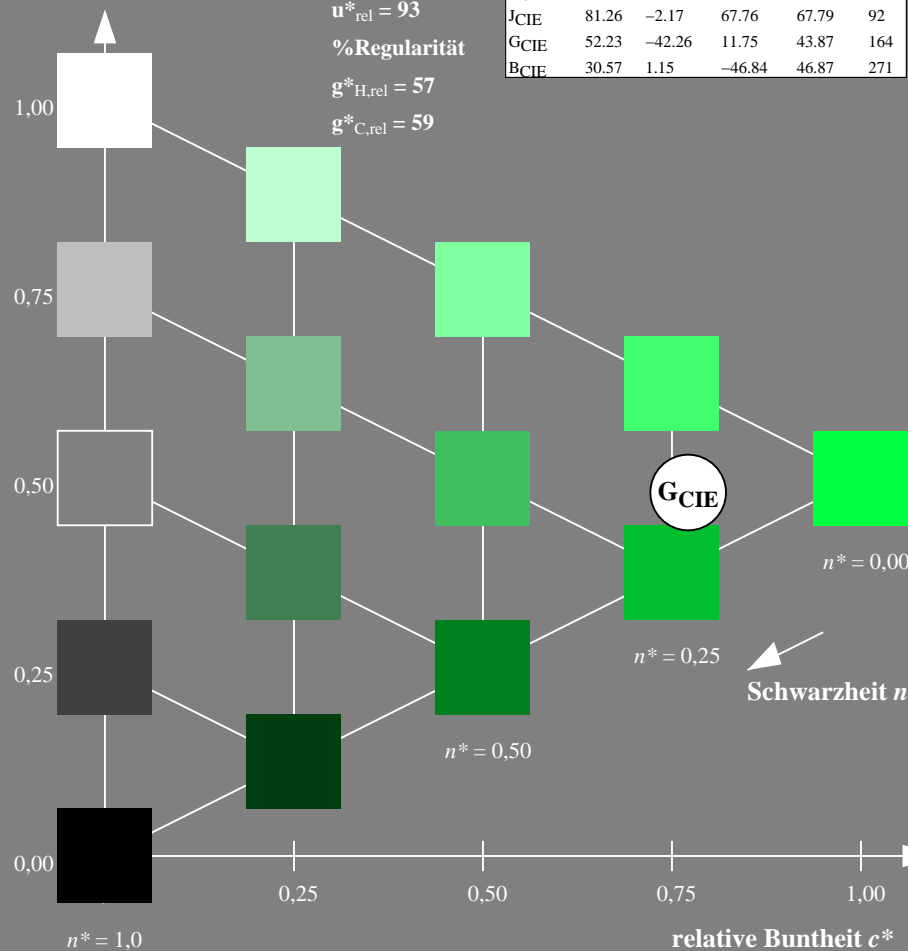 u*rel = 93
%Regularität
g*H,rel = 57
g*C,rel = 59
JCIE 81.26 −2.17 67.76 67.79 92
GCIE 52.23 −42.26 11.75 43.87 164
BCIE 30.57 1.15 −46.84 46.87 271
1,00
0,75
0,50
0,25
0,00
GCIE
n* = 0,00
n* = 0,25
Schwarzheit n
n* = 0,50
0,25 0,50 0,75 1,00
n* = 1,0
relative Buntheit c*